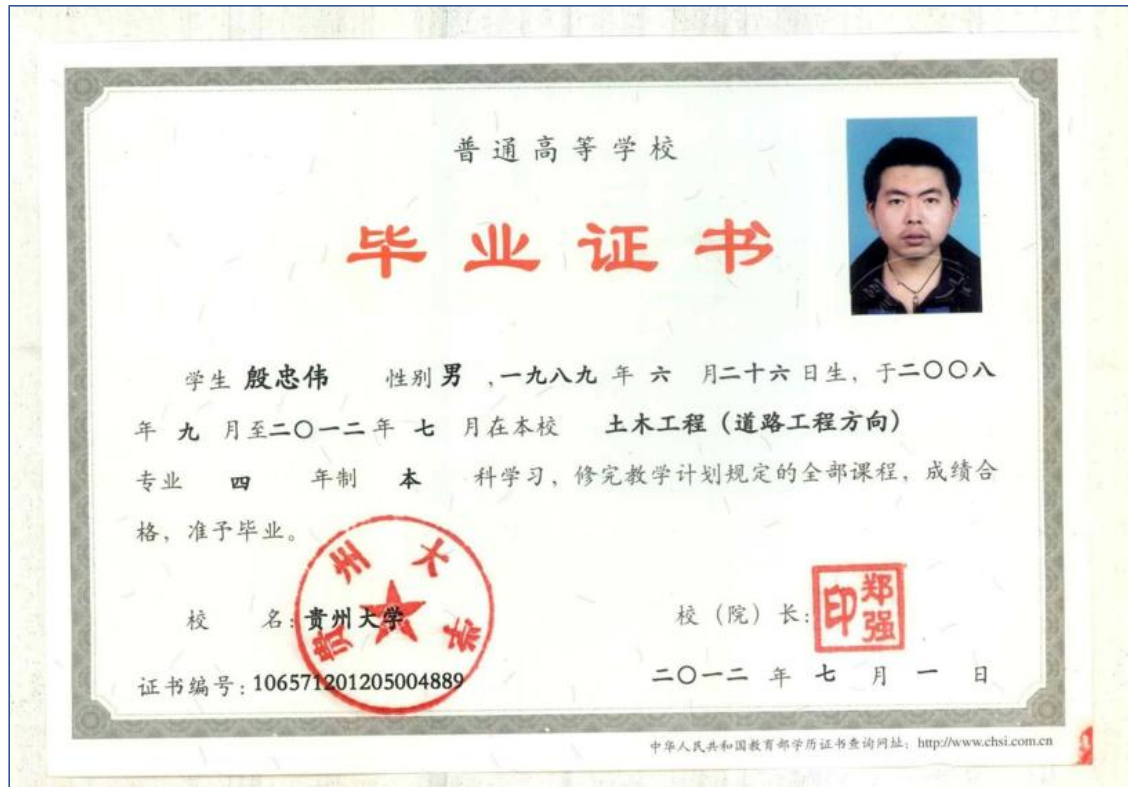 普通高等学校
毕业证书
学生 殷忠伟 性别 男 ,一九八九 年 六 月二十六 日生, 于二〇〇八
年 九 月至二〇一二 年 七 月在本校 土木工程（道路工程方向）
专业 四 年制 本 科学习, 修完教学计划规定的全部课程, 成绩合
格, 准予毕业。
贵州大学
校 名: 贵州大学
校（院）长:
郑强印
证书编号: 106571201205004889
二〇一二 年 七 月 一 日
中华人民共和国教育部学历证书查询网址: http://www.chsi.com.cn